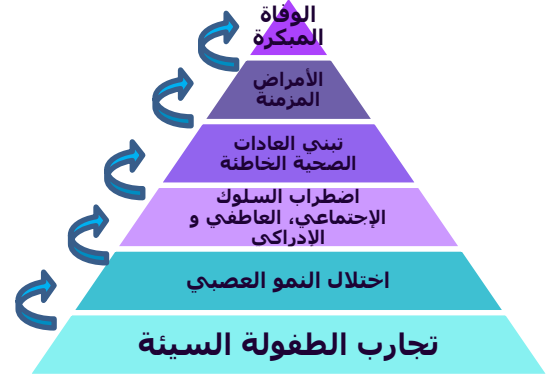 الوفاة
المبكرة
الأمراض
المزمنة
تبني العادات
الصحية الخاطئة
اضطراب السلوك
الإجتماعي، العاطفي و
الإدراكي
اختلال النمو العصبي
تجارب الطفولة السيئة